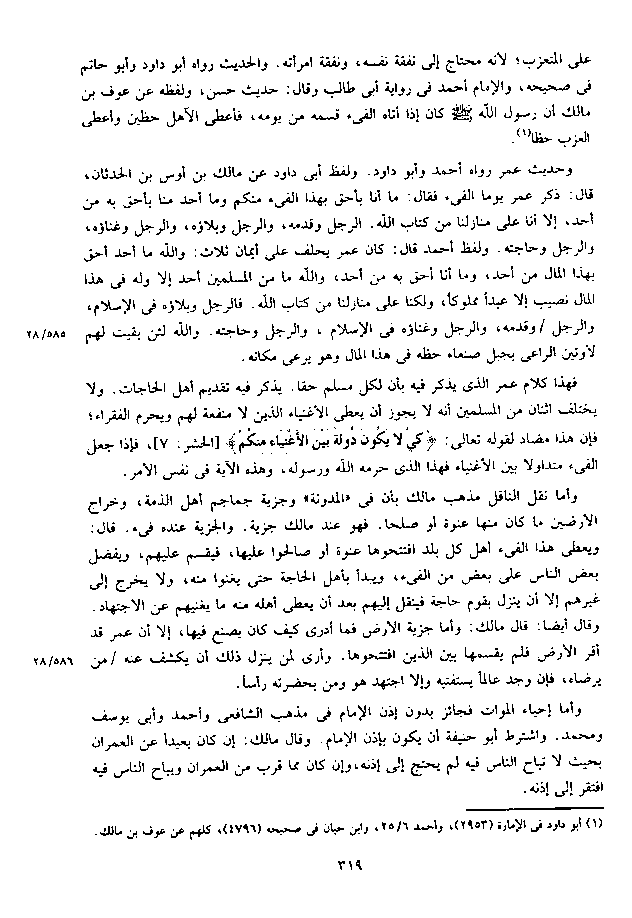 على المتعزب؛ لأنه محتاج إلى نفقة نفسه، ونفقة امرأته. والحديث رواه أبو داود وأبو حاتم
فى صحيحه، والإمام أحمد فى رواية أبى طالب وقال: حديث حسن، ولفظه عن عوف بن
مالك أن رسول الله ﷺ كان إذا أتاه الفىء قسمه من يومه، فأعطى الآهل حظين وأعطى
العزب حظا(١).
وحديث عمر رواه أحمد وأبو داود. ولفظ أبى داود عن مالك بن أوس بن الحدثان،
قال: ذكر عمر يوما الفىء فقال: ما أنا بأحق بهذا الفىء منكم وما أحد منا بأحق به من
أحد، إلا أنا على منازلنا من كتاب الله. الرجل وقدمه، والرجل وبلاؤه، والرجل وغناؤه،
والرجل وحاجته. ولفظ أحمد قال: كان عمر يحلف على أيمان ثلاث: والله ما أحد أحق
بهذا المال من أحد، وما أنا أحق به من أحد، والله ما من المسلمين أحد إلا وله فى هذا
المال نصيب إلا عبداً مملوكاً، ولكنا على منازلنا من كتاب الله. فالرجل وبلاؤه فى الإسلام،
والرجل /وقدمه، والرجل وغناؤه فى الإسلام ، والرجل وحاجته. والله لئن بقيت لهم ٢٨/٥٨٥
لأوتين الراعى بجبل صنعاء حظه فى هذا المال وهو يرعى مكانه.
فهذا كلام عمر الذى يذكر فيه بأن لكل مسلم حقا. يذكر فيه تقديم أهل الحاجات. ولا
يختلف اثنان من المسلمين أنه لا يجوز أن يعطى الأغنياء الذين لا منفعة لهم ويحرم الفقراء؛
فإن هذا مضاد لقوله تعالى: ﴿كَيْ لا يَكُونَ دُولَةً بَيْنَ الأَغْنِيَاءِ مِنكُمْ﴾ [الحشر: ٧]، فإذا جعل
الفىء متداولا بين الأغنياء فهذا الذى حرمه الله ورسوله، وهذه الآية فى نفس الأمر.
وأما نقل الناقل مذهب مالك بأن فى «المدونة» وجزية جماجم أهل الذمة، وخراج
الأرضين ما كان منها عنوة أو صلحا. فهو عند مالك جزية. والجزية عنده فىء. قال:
ويعطى هذا الفىء أهل كل بلد افتتحوها عنوة أو صالحوا عليها، فيقسم عليهم، ويفضل
بعض الناس على بعض من الفىء، ويبدأ بأهل الحاجة حتى يغنوا منه، ولا يخرج إلى
غيرهم إلا أن ينزل بقوم حاجة فينقل إليهم بعد أن يعطى أهله منه ما يغنيهم عن الاجتهاد.
وقال أيضا: قال مالك: وأما جزية الأرض فما أدرى كيف كان يصنع فيها، إلا أن عمر قد
أقر الأرض فلم يقسمها بين الذين افتتحوها. وأرى لمن ينزل ذلك أن يكشف عنه /من ٢٨/٥٨٦
يرضاه، فإن وجد عالماً يستفتيه وإلا اجتهد هو ومن بحضرته رأساً.
وأما إحياء الموات فجائز بدون إذن الإمام فى مذهب الشافعى وأحمد وأبى يوسف
ومحمد. واشترط أبو حنيفة أن يكون بإذن الإمام. وقال مالك: إن كان بعيداً عن العمران
بحيث لا تباح الناس فيه لم يحتج إلى إذنه،وإن كان مما قرب من العمران ويباح الناس فيه
افتقر إلى إذنه.
(١) أبو داود فى الإمارة (٢٩٥٣)، وأحمد ٢٥/٦، وابن حبان فى صحيحه (٤٧٩٦)، كلهم عن عوف بن مالك.
٣١٩